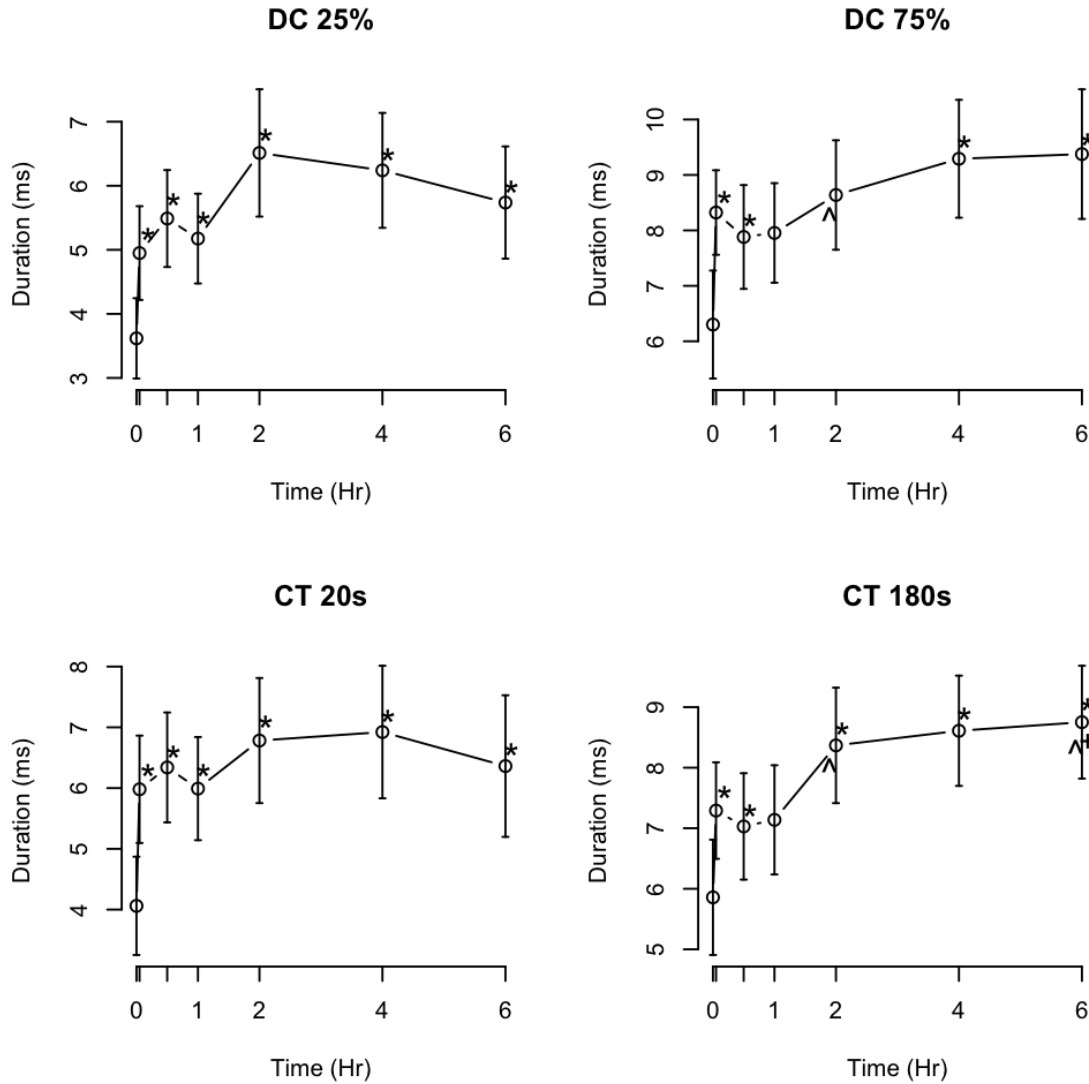 DC 25%
Duration (ms)
7
6
5
4
3
* * * * * *
0 1 2 4 6
Time (Hr)
DC 75%
Duration (ms)
10
9
8
7
6
* * ^ * *
0 1 2 4 6
Time (Hr)
CT 20s
Duration (ms)
8
7
6
5
4
* * * * * *
0 1 2 4 6
Time (Hr)
CT 180s
Duration (ms)
9
8
7
6
5
* * * ^ * * ^+
0 1 2 4 6
Time (Hr)